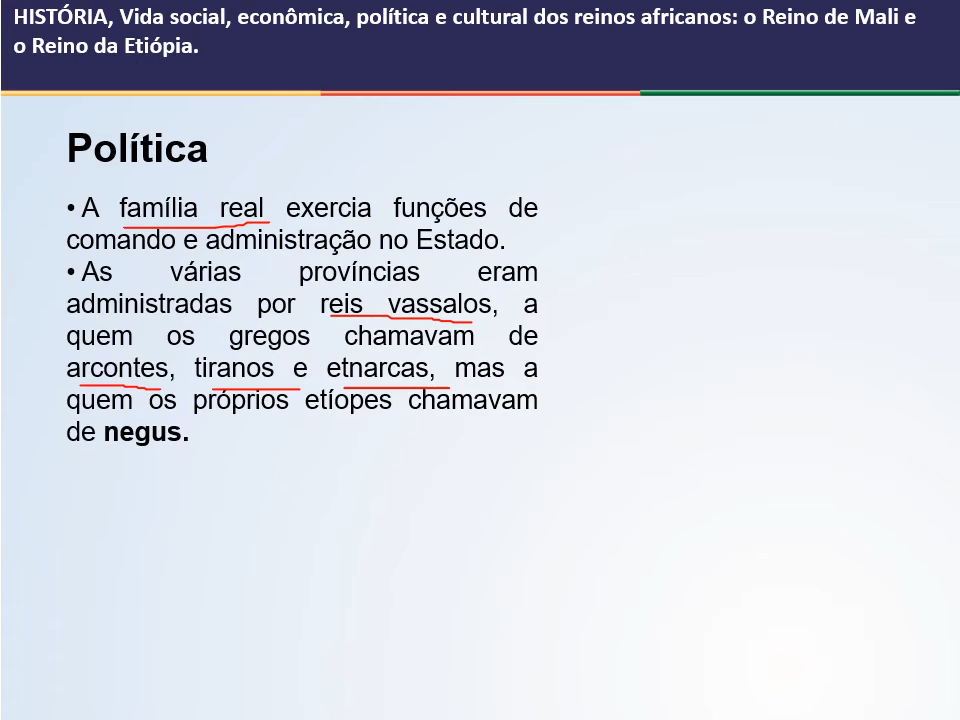 HISTÓRIA, Vida social, econômica, política e cultural dos reinos africanos: o Reino de Mali e
o Reino da Etiópia.
Política
• A família real exercia funções de
comando e administração no Estado.
• As várias províncias eram
administradas por reis vassalos, a
quem os gregos chamavam de
arcontes, tiranos e etnarcas, mas a
quem os próprios etíopes chamavam
de negus.